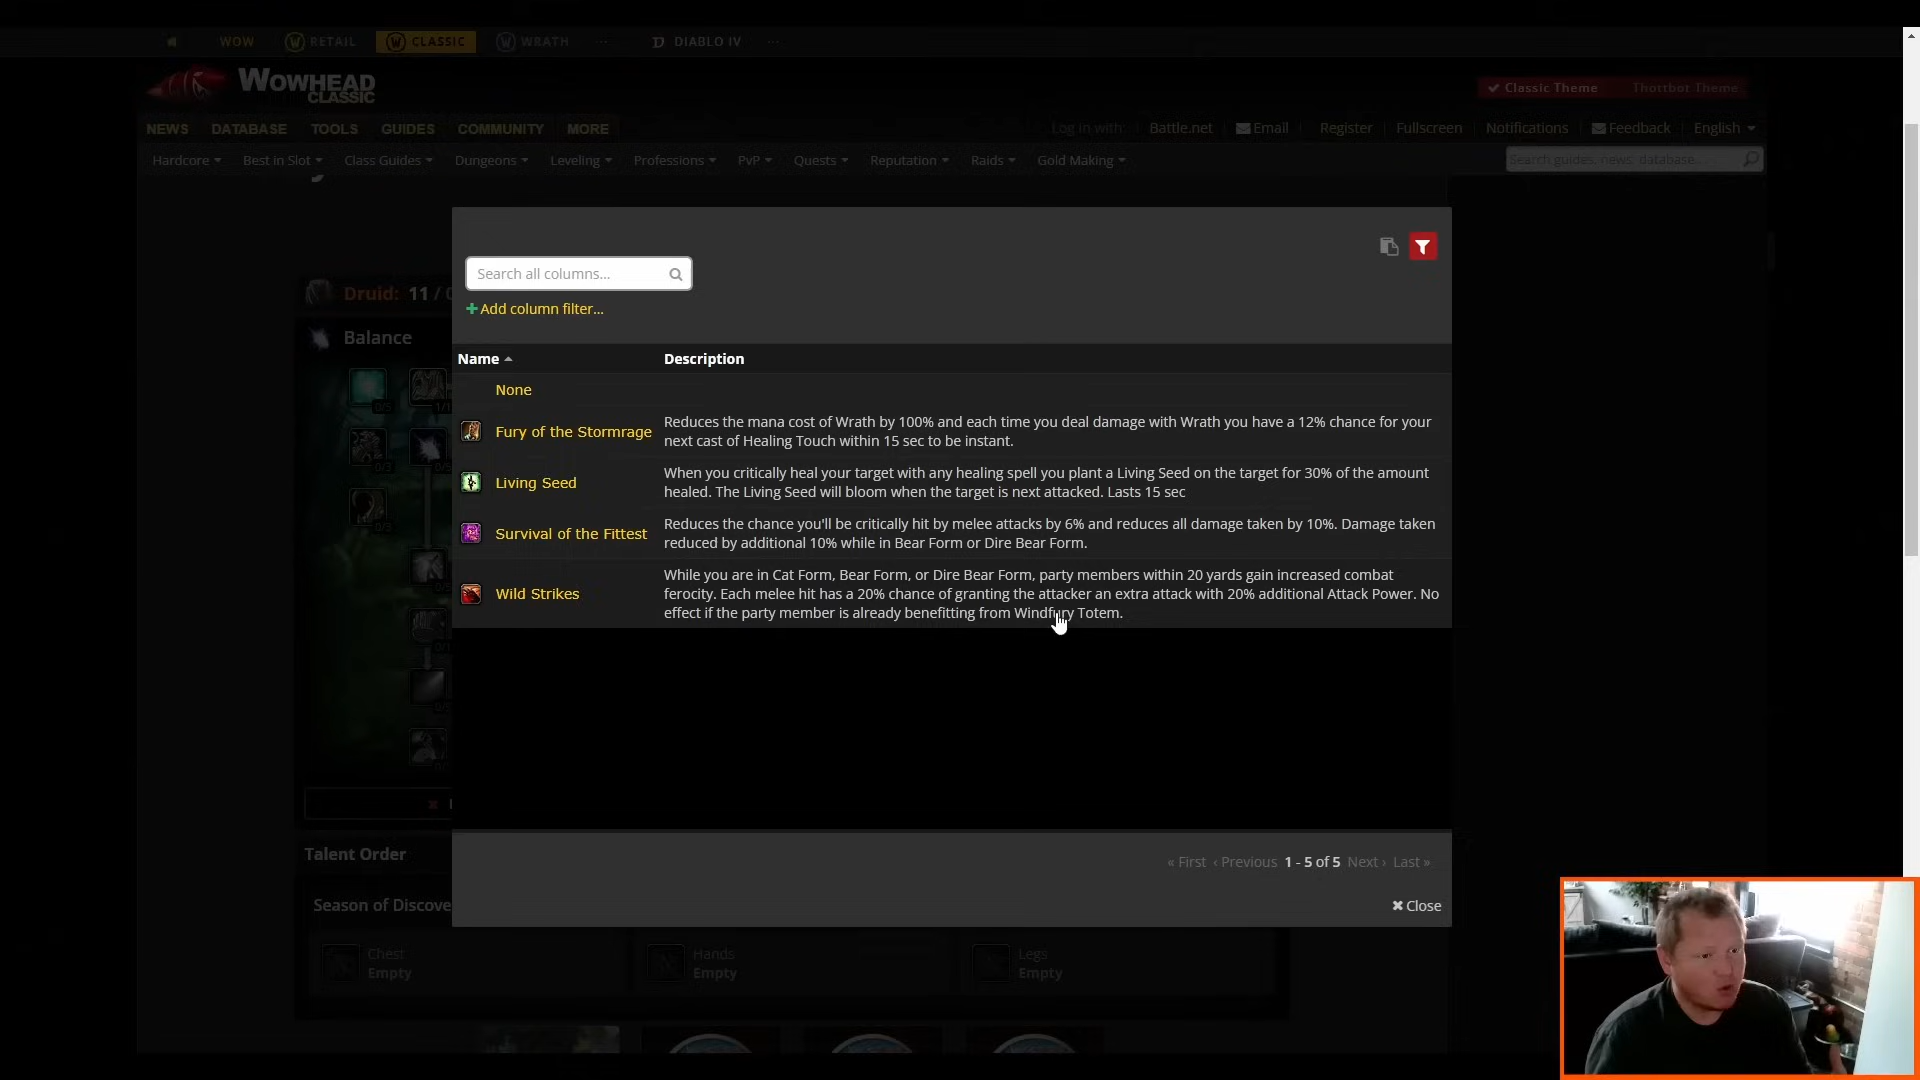 WOW RETAIL CLASSIC WRATH ... DIABLO IV ...
WOWHEAD
CLASSIC
Classic Theme Thottbot Theme
NEWS DATABASE TOOLS GUIDES COMMUNITY MORE
Log in with: Battle.net Email Register Fullscreen Notifications Feedback English
Hardcore Best in Slot Class Guides Dungeons Leveling Professions PvP Quests Reputation Raids Gold Making
Search guides, news, database...
Search all columns...
Add column filter...
Druid: 11 /
Balance
Name Description
None
Fury of the Stormrage
Reduces the mana cost of Wrath by 100% and each time you deal damage with Wrath you have a 12% chance for your
next cast of Healing Touch within 15 sec to be instant.
Living Seed
When you critically heal your target with any healing spell you plant a Living Seed on the target for 30% of the amount
healed. The Living Seed will bloom when the target is next attacked. Lasts 15 sec
Survival of the Fittest
Reduces the chance you'll be critically hit by melee attacks by 6% and reduces all damage taken by 10%. Damage taken
reduced by additional 10% while in Bear Form or Dire Bear Form.
Wild Strikes
While you are in Cat Form, Bear Form, or Dire Bear Form, party members within 20 yards gain increased combat
ferocity. Each melee hit has a 20% chance of granting the attacker an extra attack with 20% additional Attack Power. No
effect if the party member is already benefitting from Windfury Totem.
Talent Order
« First ‹ Previous 1 - 5 of 5 Next › Last »
Close
Season of Discove
Chest
Empty
Hands
Empty
Legs
Empty